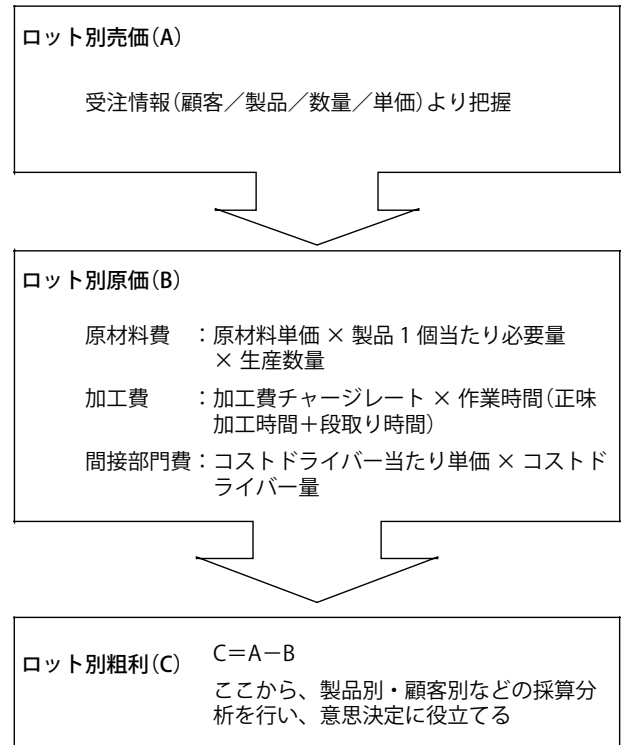 ロット別売価（A）
受注情報（顧客／製品／数量／単価）より把握
ロット別原価（B）
原材料費　：原材料単価 × 製品 1 個当たり必要量
× 生産数量
加工費　　：加工費チャージレート × 作業時間（正味
加工時間＋段取り時間）
間接部門費：コストドライバー当たり単価 × コストド
ライバー量
ロット別粗利（C）　C＝A－B
ここから、製品別・顧客別などの採算分
析を行い、意思決定に役立てる